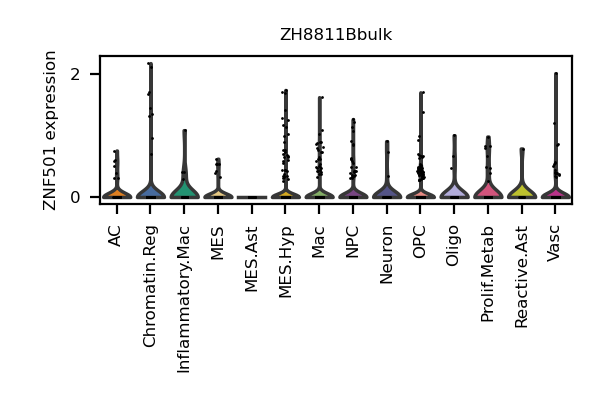 ZH8811Bbulk
ZNF501 expression
2
0
AC
Chromatin.Reg
Inflammatory.Mac
MES
MES.Ast
MES.Hyp
Mac
NPC
Neuron
OPC
Oligo
Prolif.Metab
Reactive.Ast
Vasc